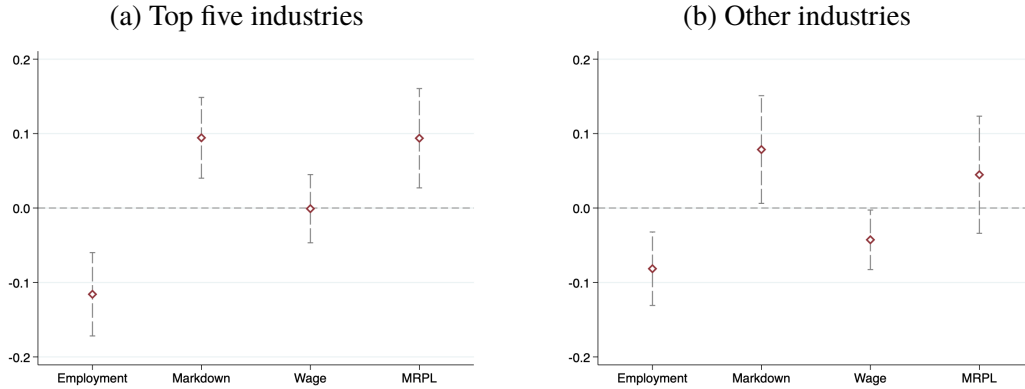 (a) Top five industries
0.2
0.1
0.0
-0.1
-0.2
Employment Markdown Wage MRPL
(b) Other industries
0.2
0.1
0.0
-0.1
-0.2
Employment Markdown Wage MRPL